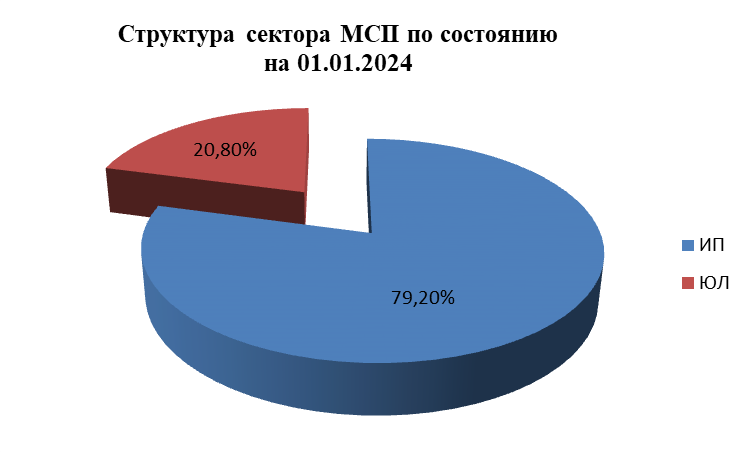 Структура сектора МСП по состоянию
на 01.01.2024
20,80%
79,20%
ИП
ЮЛ